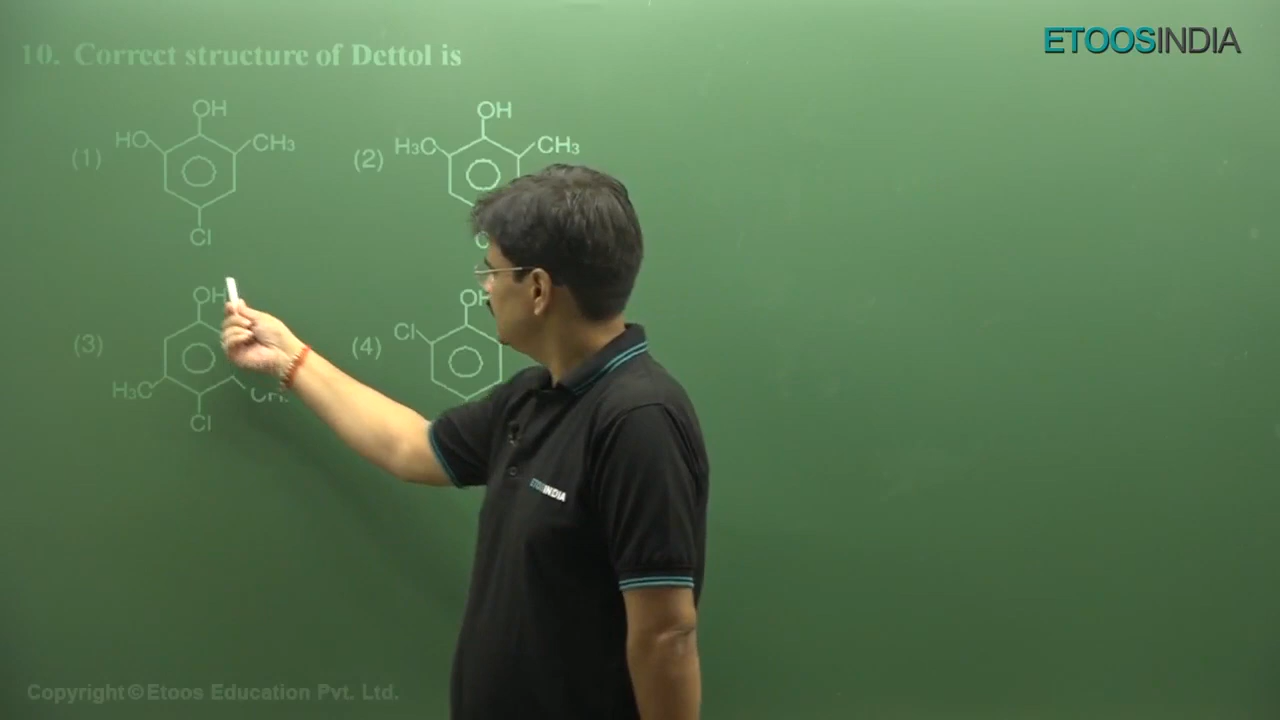 ETOOSINDIA
10. Correct structure of Dettol is
(1)
OH
HO
CH₃
Cl
(2)
OH
H₃C
CH₃
(3)
OH
H₃C
Cl
(4)
OH
Cl
ETOOSINDIA
Copyright©Etoos Education Pvt. Ltd.